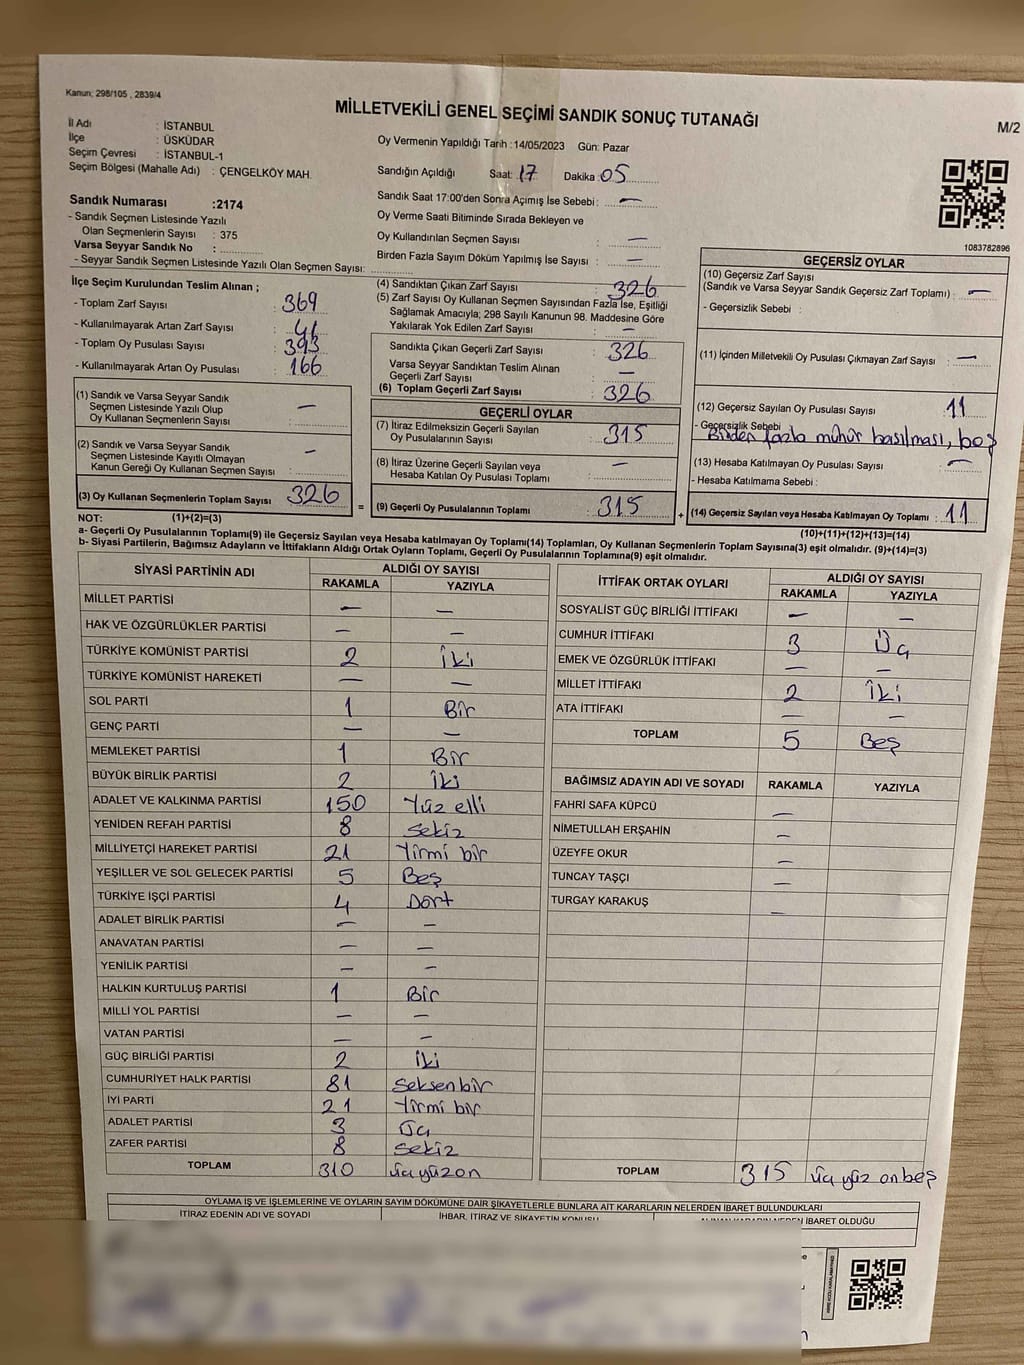 Kanun; 298/105 , 2839/4
MİLLETVEKİLİ GENEL SEÇİMİ SANDIK SONUÇ TUTANAĞI
M/2
İl Adı : İSTANBUL
İlçe : ÜSKÜDAR
Seçim Çevresi : İSTANBUL-1
Seçim Bölgesi (Mahalle Adı) : ÇENGELKÖY MAH.
Oy Vermenin Yapıldığı Tarih :14/05/2023 Gün: Pazar
Sandığın Açıldığı Saat: 17 Dakika :05
Sandık Saat 17:00'den Sonra Açımış İse Sebebi : —
Oy Verme Saati Bitiminde Sırada Bekleyen ve
Oy Kullandırılan Seçmen Sayısı : —
Birden Fazla Sayım Döküm Yapılmış İse Sayısı : —
Sandık Numarası :2174
- Sandık Seçmen Listesinde Yazılı
Olan Seçmenlerin Sayısı : 375
Varsa Seyyar Sandık No :
- Seyyar Sandık Seçmen Listesinde Yazılı Olan Seçmen Sayısı:
1083782896
İlçe Seçim Kurulundan Teslim Alınan ;
- Toplam Zarf Sayısı : 369
- Kullanılmayarak Artan Zarf Sayısı :
- Toplam Oy Pusulası Sayısı : 393
- Kullanılmayarak Artan Oy Pusulası : 166
(1) Sandık ve Varsa Seyyar Sandık
Seçmen Listesinde Yazılı Olup
Oy Kullanan Seçmenlerin Sayısı : —
(2) Sandık ve Varsa Seyyar Sandık
Seçmen Listesinde Kayıtlı Olmayan
Kanun Gereği Oy Kullanan Seçmen Sayısı : —
(3) Oy Kullanan Seçmenlerin Toplam Sayısı 326
(4) Sandıktan Çıkan Zarf Sayısı : 326
(5) Zarf Sayısı Oy Kullanan Seçmen Sayısından Fazla İse, Eşitliği
Sağlamak Amacıyla; 298 Sayılı Kanunun 98. Maddesine Göre
Yakılarak Yok Edilen Zarf Sayısı : —
Sandıkta Çıkan Geçerli Zarf Sayısı : 326
Varsa Seyyar Sandıktan Teslim Alınan
Geçerli Zarf Sayısı : —
(6) Toplam Geçerli Zarf Sayısı : 326
GEÇERLİ OYLAR
(7) İtiraz Edilmeksizin Geçerli Sayılan
Oy Pusulalarının Sayısı : 315
(8) İtiraz Üzerine Geçerli Sayılan veya
Hesaba Katılan Oy Pusulası Toplamı : —
= (9) Geçerli Oy Pusulalarının Toplamı : 315
GEÇERSİZ OYLAR
(10) Geçersiz Zarf Sayısı
(Sandık ve Varsa Seyyar Sandık Geçersiz Zarf Toplamı) : —
- Geçersizlik Sebebi :
(11) İçinden Milletvekili Oy Pusulası Çıkmayan Zarf Sayısı : —
(12) Geçersiz Sayılan Oy Pusulası Sayısı : 11
- Geçersizlik Sebebi
Birden fazla mühür basılması, boş
(13) Hesaba Katılmayan Oy Pusulası Sayısı : —
- Hesaba Katılmama Sebebi :
+ (14) Geçersiz Sayılan veya Hesaba Katılmayan Oy Toplamı : 11
NOT: (1)+(2)=(3)
(10)+(11)+(12)+(13)=(14)
a- Geçerli Oy Pusulalarının Toplamı(9) ile Geçersiz Sayılan veya Hesaba katılmayan Oy Toplamı(14) Toplamları, Oy Kullanan Seçmenlerin Toplam Sayısına(3) eşit olmalıdır. (9)+(14)=(3)
b- Siyasi Partilerin, Bağımsız Adayların ve İttifakların Aldığı Ortak Oyların Toplamı, Geçerli Oy Pusulalarının Toplamına(9) eşit olmalıdır.
SİYASİ PARTİNİN ADI ALDIĞI OY SAYISI
RAKAMLA YAZIYLA
MİLLET PARTİSİ — —
HAK VE ÖZGÜRLÜKLER PARTİSİ — —
TÜRKİYE KOMÜNİST PARTİSİ 2 İki
TÜRKİYE KOMÜNİST HAREKETİ — —
SOL PARTİ 1 Bir
GENÇ PARTİ — —
MEMLEKET PARTİSİ 1 Bir
BÜYÜK BİRLİK PARTİSİ 2 İki
ADALET VE KALKINMA PARTİSİ 150 Yüz elli
YENİDEN REFAH PARTİSİ 8 Sekiz
MİLLİYETÇİ HAREKET PARTİSİ 21 Yirmi bir
YEŞİLLER VE SOL GELECEK PARTİSİ 5 Beş
TÜRKİYE İŞÇİ PARTİSİ 4 Dört
ADALET BİRLİK PARTİSİ — —
ANAVATAN PARTİSİ — —
YENİLİK PARTİSİ — —
HALKIN KURTULUŞ PARTİSİ 1 Bir
MİLLİ YOL PARTİSİ — —
VATAN PARTİSİ — —
GÜÇ BİRLİĞİ PARTİSİ 2 İki
CUMHURİYET HALK PARTİSİ 81 Seksen bir
İYİ PARTİ 21 Yirmi bir
ADALET PARTİSİ 3 Üç
ZAFER PARTİSİ 8 Sekiz
TOPLAM 310 üç yüz on
İTTİFAK ORTAK OYLARI ALDIĞI OY SAYISI
RAKAMLA YAZIYLA
SOSYALİST GÜÇ BİRLİĞİ İTTİFAKI — —
CUMHUR İTTİFAKI 3 Üç
EMEK VE ÖZGÜRLÜK İTTİFAKI — —
MİLLET İTTİFAKI 2 İki
ATA İTTİFAKI — —
TOPLAM 5 Beş
BAĞIMSIZ ADAYIN ADI VE SOYADI RAKAMLA YAZIYLA
FAHRİ SAFA KÜPCÜ —
NİMETULLAH ERŞAHİN —
ÜZEYFE OKUR —
TUNCAY TAŞÇI —
TURGAY KARAKUŞ —
TOPLAM 315 üç yüz on beş
OYLAMA İŞ VE İŞLEMLERİNE VE OYLARIN SAYIM DÖKÜMÜNE DAİR ŞİKAYETLERLE BUNLARA AİT KARARLARIN NELERDEN İBARET BULUNDUKLARI
İTİRAZ EDENİN ADI VE SOYADI İHBAR, İTİRAZ VE ŞİKAYETİN KONUSU ALINAN KARARIN NEDEN İBARET OLDUĞU